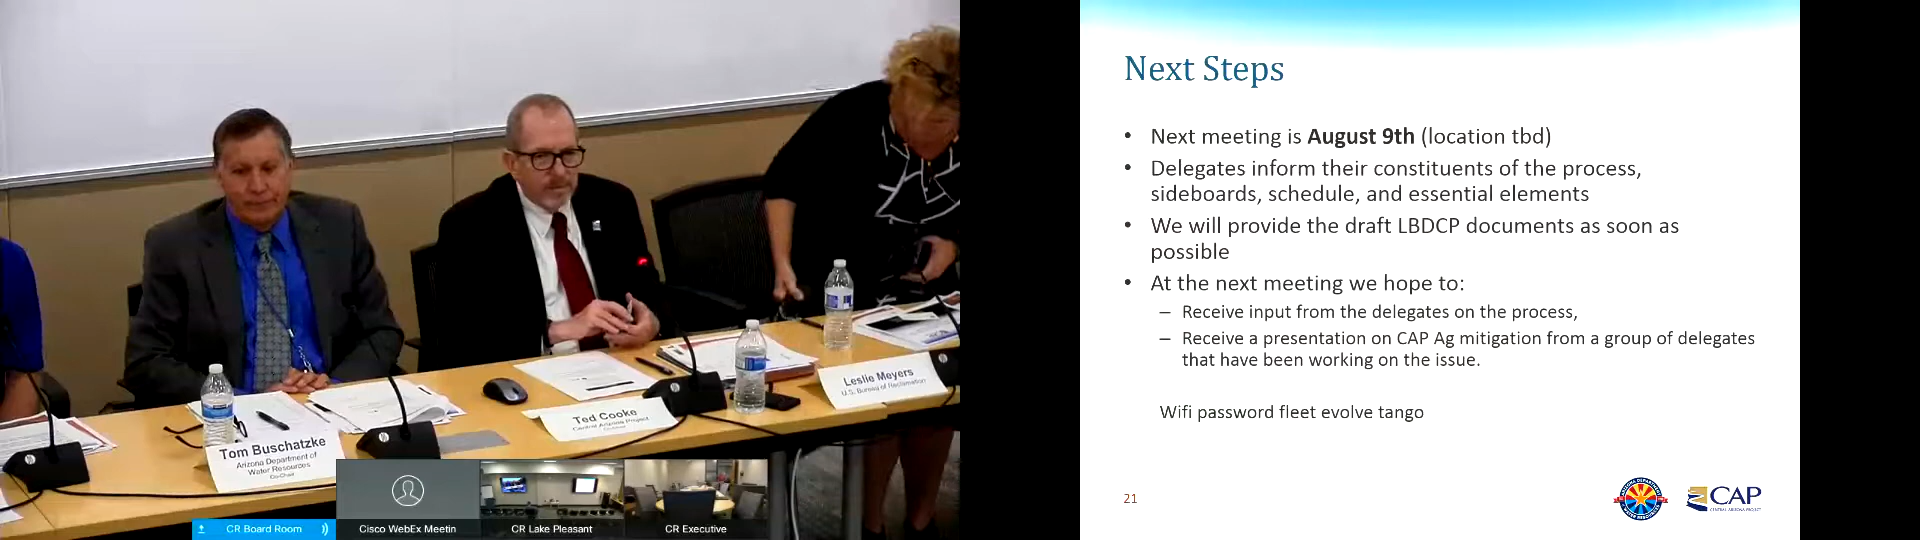 Tom Buschatzke
Arizona Department of
Water Resources
Co-Chair
Ted Cooke
Central Arizona Project
Leslie Meyers
U.S. Bureau of Reclamation
CR Board Room
Cisco WebEx Meetin
CR Lake Pleasant
CR Executive
Next Steps
• Next meeting is August 9th (location tbd)
• Delegates inform their constituents of the process,
sideboards, schedule, and essential elements
• We will provide the draft LBDCP documents as soon as
possible
• At the next meeting we hope to:
– Receive input from the delegates on the process,
– Receive a presentation on CAP Ag mitigation from a group of delegates
that have been working on the issue.
Wifi password fleet evolve tango
21
CAP
CENTRAL ARIZONA PROJECT